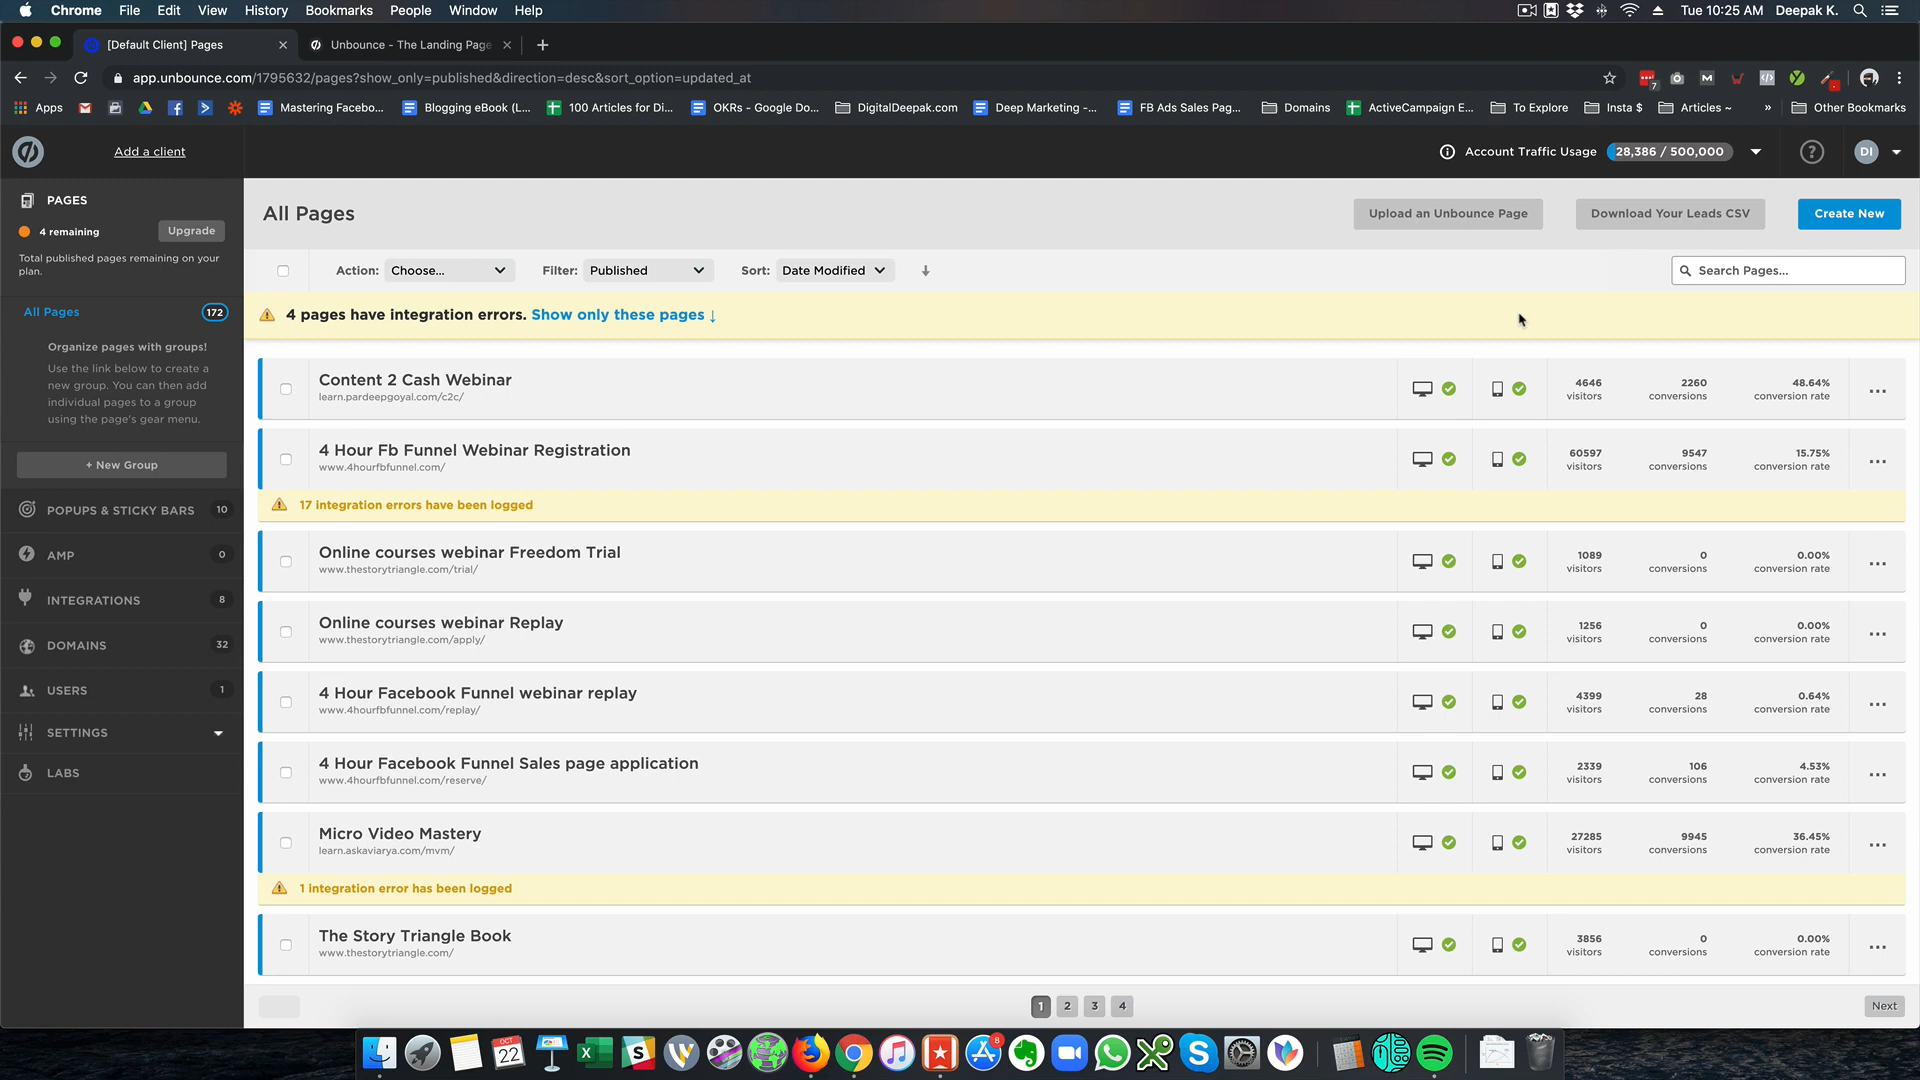 Chrome File Edit View History Bookmarks People Window Help Tue 10:25 AM Deepak K.
[Default Client] Pages Unbounce - The Landing Page
app.unbounce.com/1795632/pages?show_only=published&direction=desc&sort_option=updated_at
Apps Mastering Facebo... Blogging eBook (L... 100 Articles for Di... OKRs - Google Do... DigitalDeepak.com Deep Marketing -... FB Ads Sales Pag... Domains ActiveCampaign E... To Explore Insta $ Articles ~ » Other Bookmarks
Add a client Account Traffic Usage 28,386 / 500,000 ? DI
PAGES
4 remaining Upgrade
Total published pages remaining on your
plan.
All Pages 172
Organize pages with groups!
Use the link below to create a
new group. You can then add
individual pages to a group
using the page's gear menu.
+ New Group
POPUPS & STICKY BARS 10
AMP 0
INTEGRATIONS 8
DOMAINS 32
USERS 1
SETTINGS
LABS
All Pages Upload an Unbounce Page Download Your Leads CSV Create New
Action: Choose... Filter: Published Sort: Date Modified Search Pages...
4 pages have integration errors. Show only these pages ↓
Content 2 Cash Webinar
learn.pardeepgoyal.com/c2c/
4646 2260 48.64%
visitors conversions conversion rate
4 Hour Fb Funnel Webinar Registration
www.4hourfbfunnel.com/
60597 9547 15.75%
visitors conversions conversion rate
17 integration errors have been logged
Online courses webinar Freedom Trial
www.thestorytriangle.com/trial/
1089 0 0.00%
visitors conversions conversion rate
Online courses webinar Replay
www.thestorytriangle.com/apply/
1256 0 0.00%
visitors conversions conversion rate
4 Hour Facebook Funnel webinar replay
www.4hourfbfunnel.com/replay/
4399 28 0.64%
visitors conversions conversion rate
4 Hour Facebook Funnel Sales page application
www.4hourfbfunnel.com/reserve/
2339 106 4.53%
visitors conversions conversion rate
Micro Video Mastery
learn.askaviarya.com/mvm/
27285 9945 36.45%
visitors conversions conversion rate
1 integration error has been logged
The Story Triangle Book
www.thestorytriangle.com/
3856 0 0.00%
visitors conversions conversion rate
1 2 3 4 Next
OCT
22
8